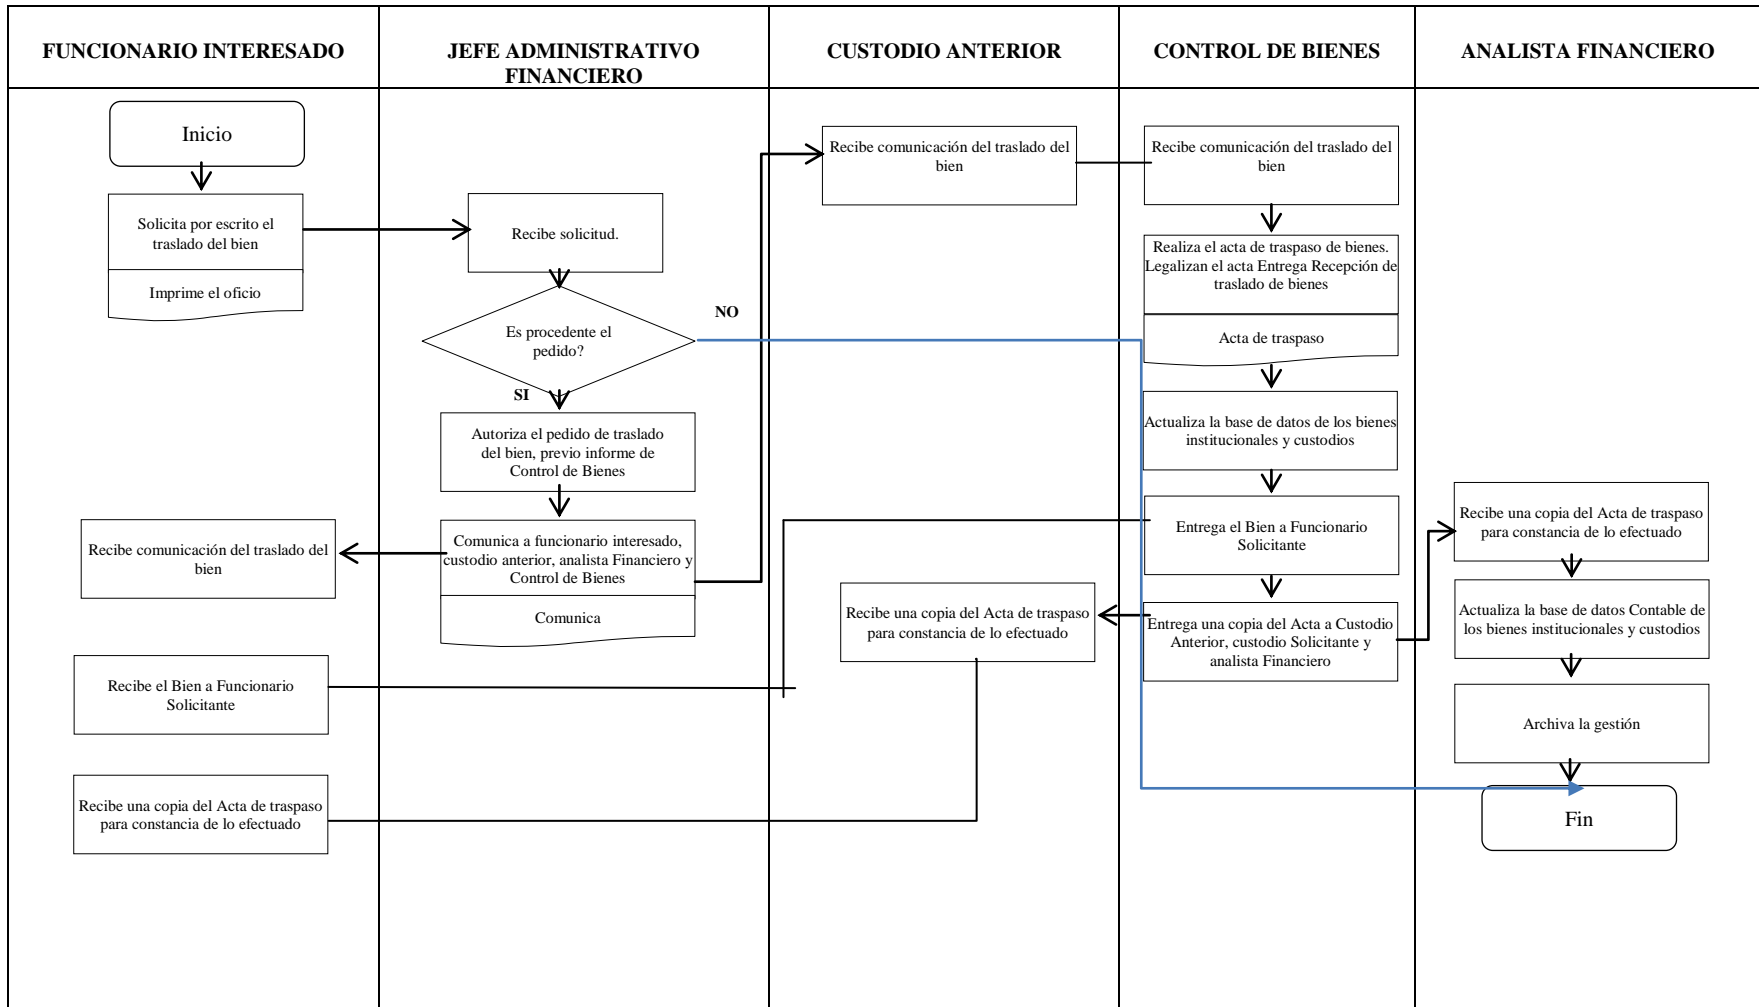 FUNCIONARIO INTERESADO
JEFE ADMINISTRATIVO
FINANCIERO
CUSTODIO ANTERIOR
CONTROL DE BIENES
ANALISTA FINANCIERO
Inicio
Solicita por escrito el
traslado del bien
Imprime el oficio
Recibe comunicación del traslado del
bien
Recibe el Bien a Funcionario
Solicitante
Recibe una copia del Acta de traspaso
para constancia de lo efectuado
Recibe solicitud.
Es procedente el
pedido?
NO
SI
Autoriza el pedido de traslado
del bien, previo informe de
Control de Bienes
Comunica a funcionario interesado,
custodio anterior, analista Financiero y
Control de Bienes
Comunica
Recibe comunicación del traslado del
bien
Recibe una copia del Acta de traspaso
para constancia de lo efectuado
Recibe comunicación del traslado del
bien
Realiza el acta de traspaso de bienes.
Legalizan el acta Entrega Recepción de
traslado de bienes
Acta de traspaso
Actualiza la base de datos de los bienes
institucionales y custodios
Entrega el Bien a Funcionario
Solicitante
Entrega una copia del Acta a Custodio
Anterior, custodio Solicitante y
analista Financiero
Recibe una copia del Acta de traspaso
para constancia de lo efectuado
Actualiza la base de datos Contable de
los bienes institucionales y custodios
Archiva la gestión
Fin